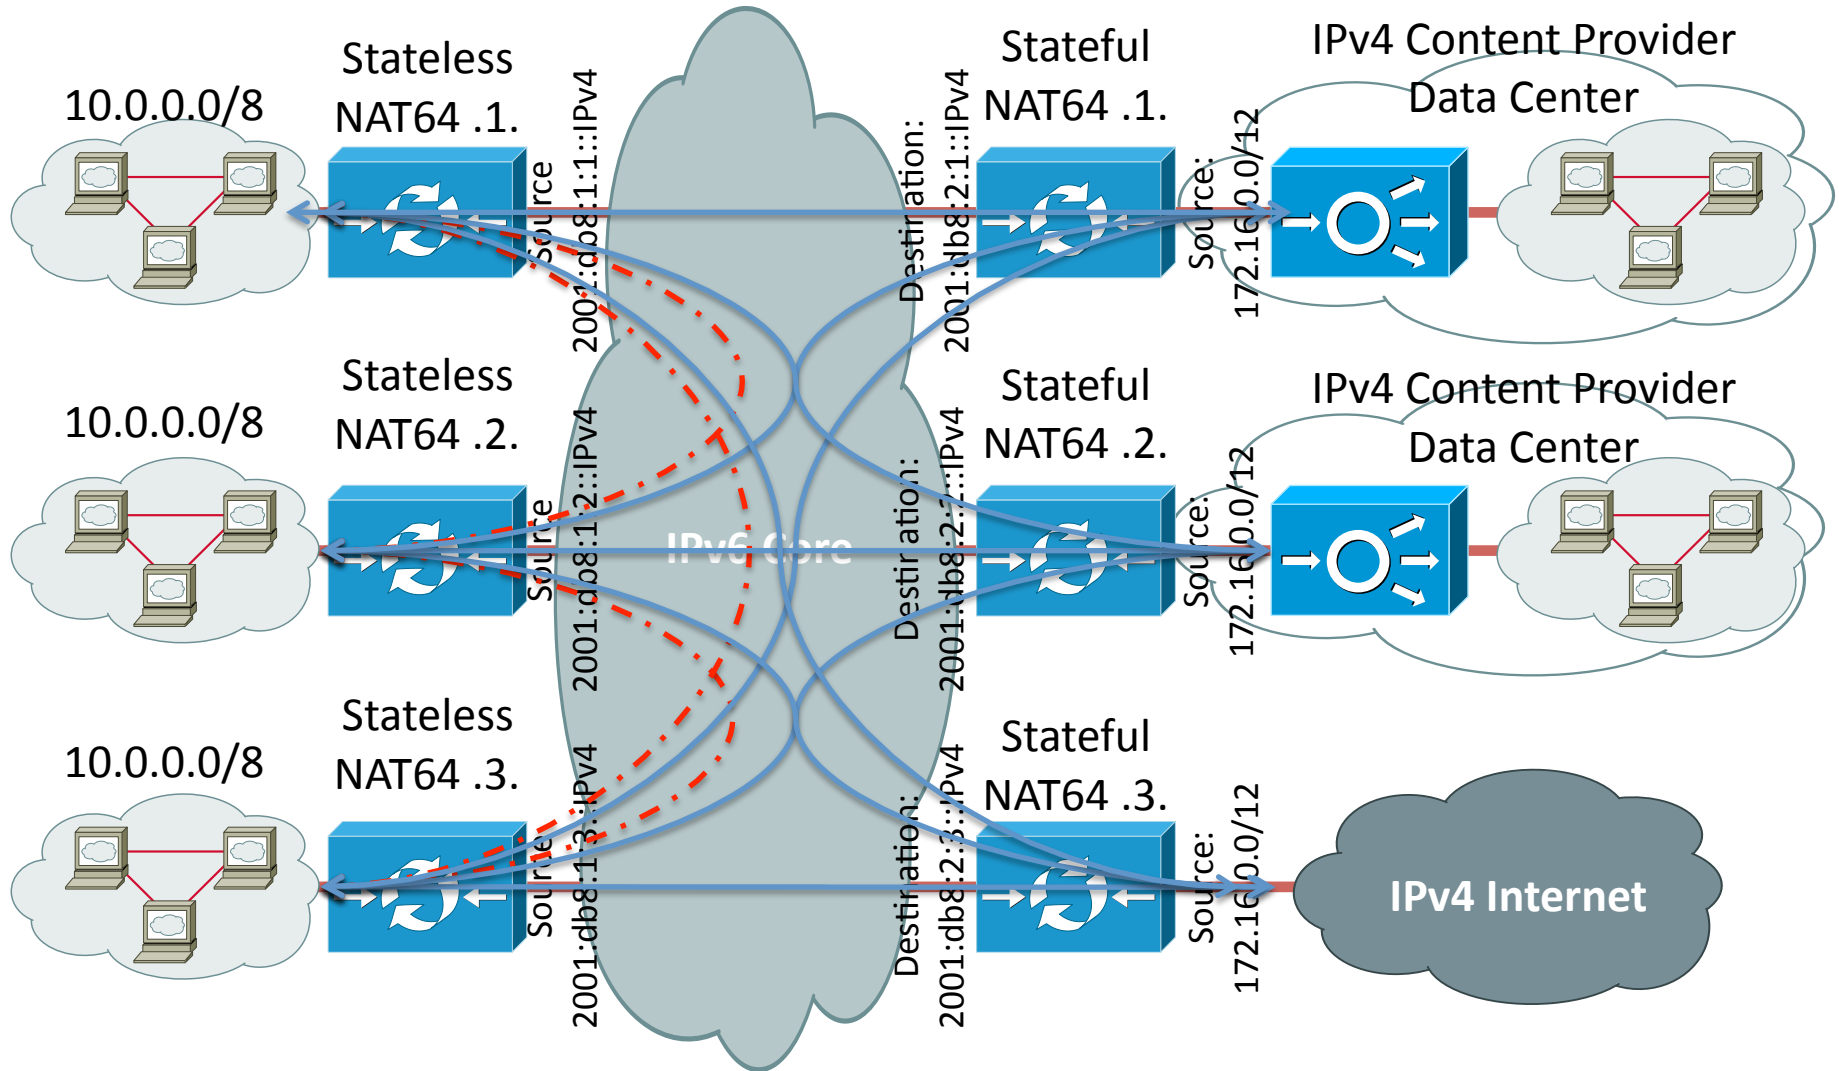 10.0.0.0/8
Stateless
NAT64 .1.
Source
2001:db8:1:1::IPv4
Stateful
NAT64 .1.
Destination:
2001:db8:2:1::IPv4
Source:
172.16.0.0/12
IPv4 Content Provider
Data Center
10.0.0.0/8
Stateless
NAT64 .2.
Source
2001:db8:1:2::IPv4
IPv6 Core
Stateful
NAT64 .2.
Destination:
2001:db8:2:2::IPv4
Source:
172.16.0.0/12
IPv4 Content Provider
Data Center
10.0.0.0/8
Stateless
NAT64 .3.
Source
2001:db8:1:3::IPv4
Stateful
NAT64 .3.
Destination:
2001:db8:2:3::IPv4
Source:
172.16.0.0/12
IPv4 Internet